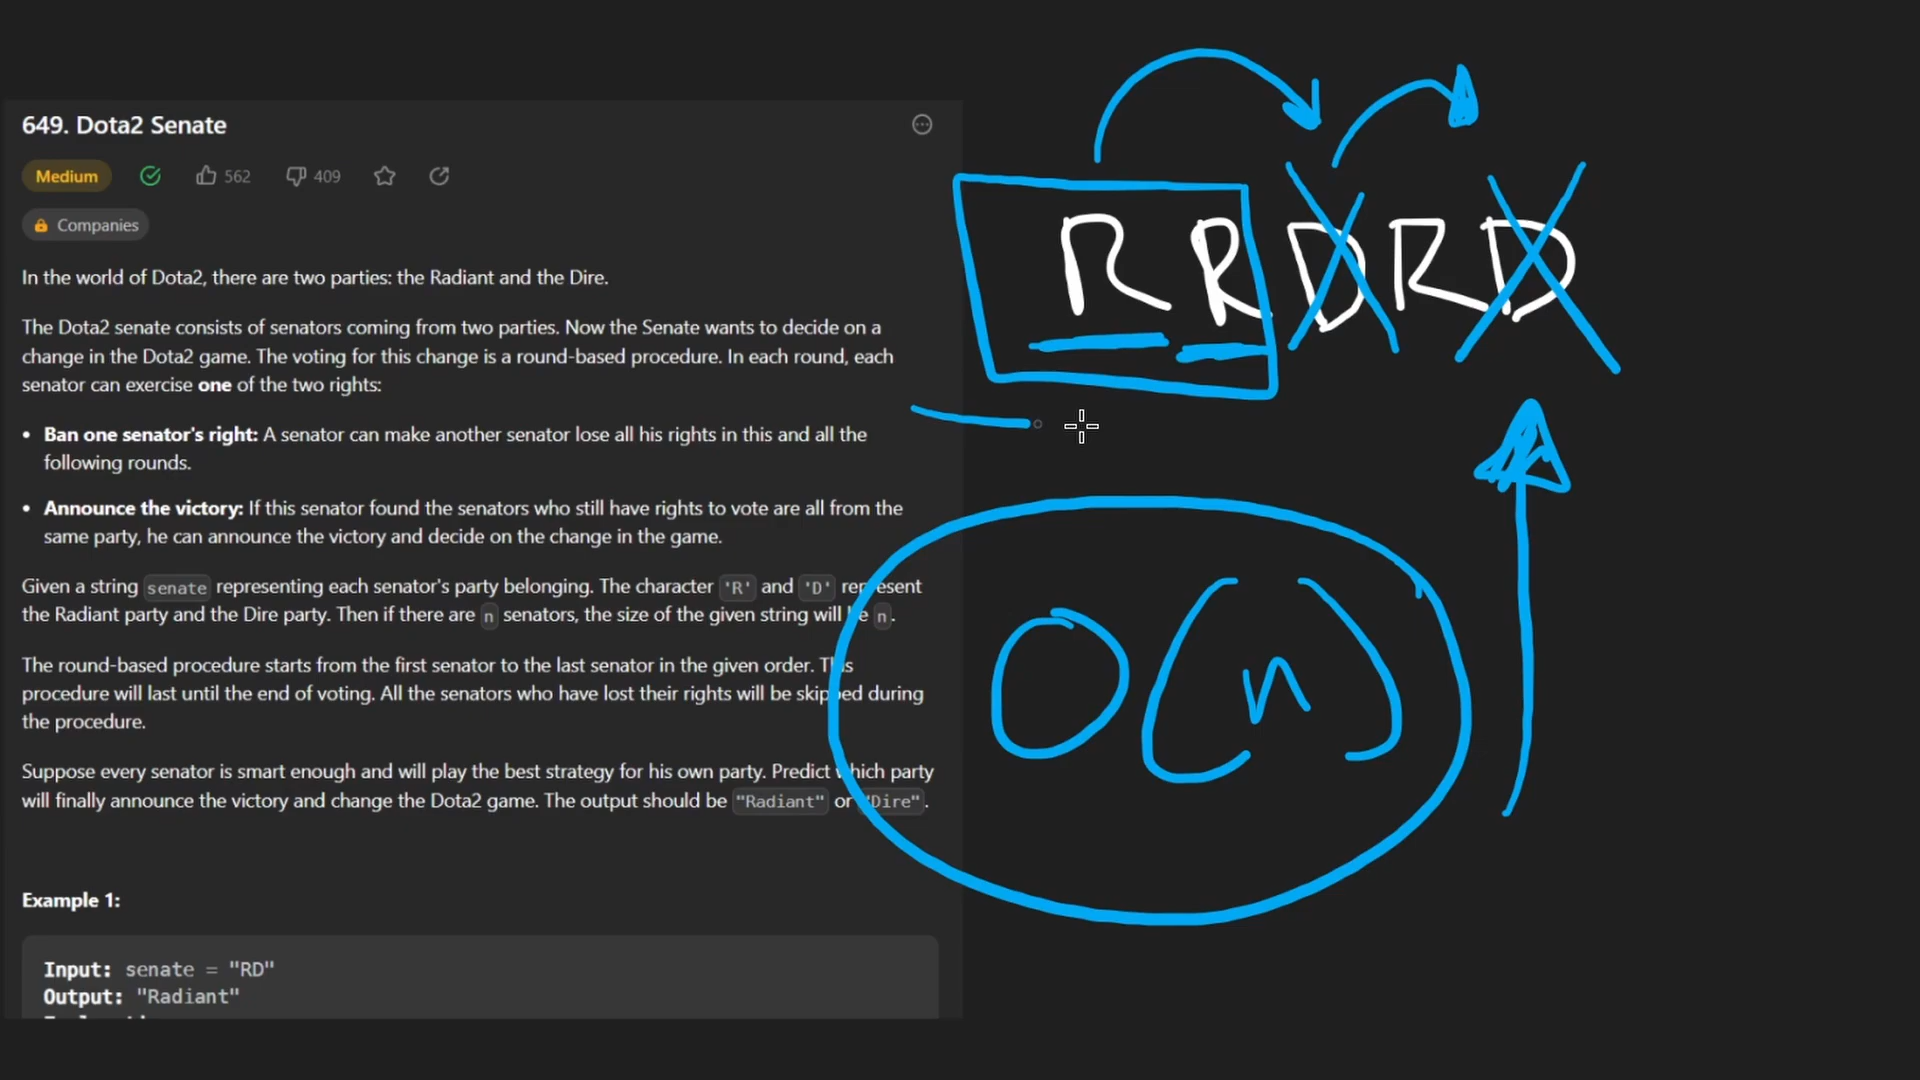 649. Dota2 Senate
Medium 562 409
Companies
In the world of Dota2, there are two parties: the Radiant and the Dire.
The Dota2 senate consists of senators coming from two parties. Now the Senate wants to decide on a
change in the Dota2 game. The voting for this change is a round-based procedure. In each round, each
senator can exercise one of the two rights:
• Ban one senator's right: A senator can make another senator lose all his rights in this and all the
following rounds.
• Announce the victory: If this senator found the senators who still have rights to vote are all from the
same party, he can announce the victory and decide on the change in the game.
Given a string senate representing each senator's party belonging. The character 'R' and 'D' represent
the Radiant party and the Dire party. Then if there are n senators, the size of the given string will be n.
The round-based procedure starts from the first senator to the last senator in the given order. This
procedure will last until the end of voting. All the senators who have lost their rights will be skipped during
the procedure.
Suppose every senator is smart enough and will play the best strategy for his own party. Predict which party
will finally announce the victory and change the Dota2 game. The output should be "Radiant" or "Dire".
Example 1:
Input: senate = "RD"
Output: "Radiant"
R R D R D
O(n)